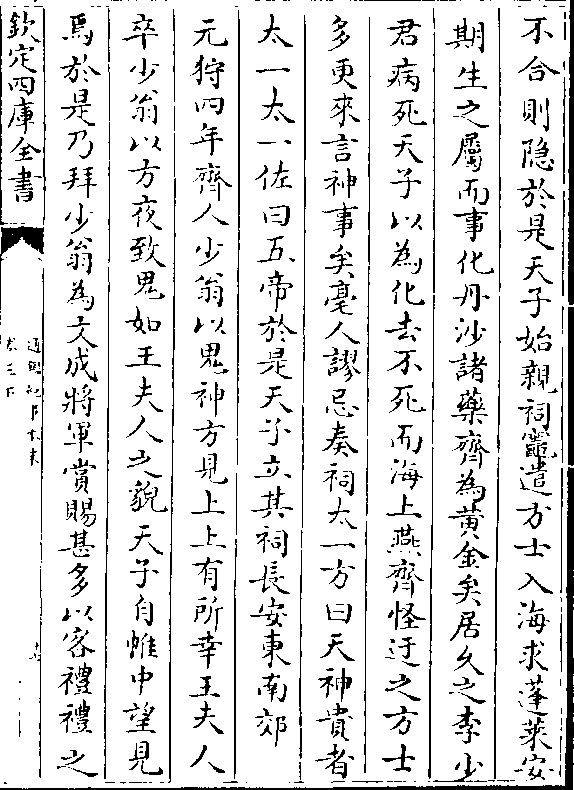 不合則隐於是天子始親祠竈遣方士入海求蓬萊安
期生之屬而事化丹沙諸藥齊為黄金矣居久之李少
君病死天子以為化去不死而海上燕齊怪迂之方士
多更來言神事矣亳人謬忌奏祠太一方曰天神貴者
太一太一佐曰五帝於是天子立其祠長安東南郊
元狩四年齊人少翁以鬼神方見上上有所幸王夫人
卒少翁以方夜致鬼如王夫人之貌天子自帷中望見
焉於是乃拜少翁為文成將軍賞賜甚多以客禮禮之
欽定四庫全書
通鑑紀事本末
卷三下